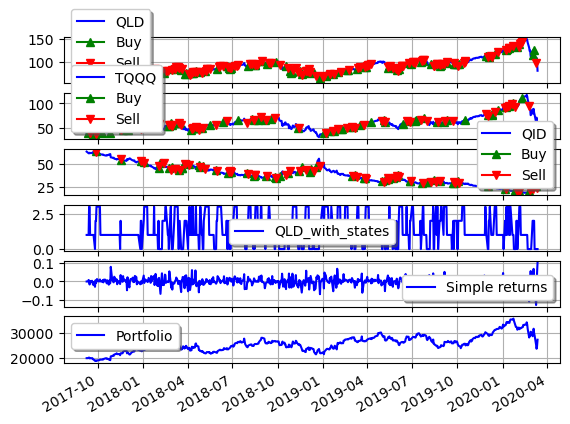 QLD
Buy
Sell
150
100
TQQQ
Buy
Sell
100
50
QID
Buy
Sell
50
25
QLD_with_states
2.5
0.0
Simple returns
0.1
0.0
−0.1
Portfolio
30000
20000
2017-10
2018-01
2018-04
2018-07
2018-10
2019-01
2019-04
2019-07
2019-10
2020-01
2020-04